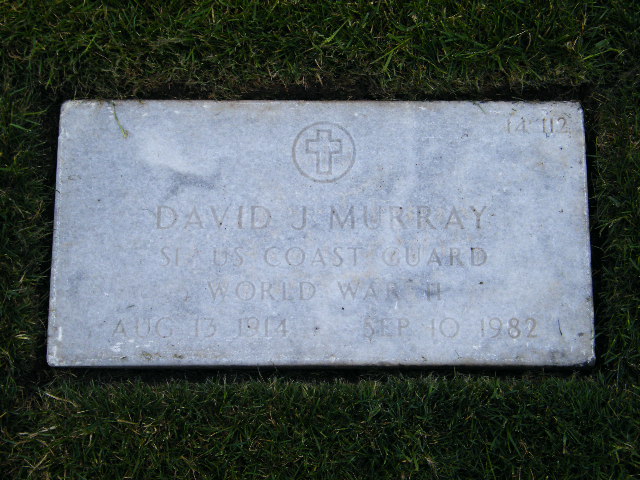 14 112
DAVID J MURRAY
S1 US COAST GUARD
WORLD WAR II
AUG 13 1914 SEP 10 1982